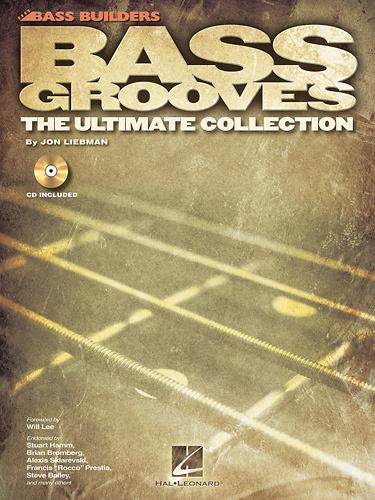 BASS BUILDERS
BASS
GROOVES
THE ULTIMATE COLLECTION
By JON LIEBMAN
CD INCLUDED
Foreword by
Will Lee
Endorsed by
Stuart Hamm,
Brian Bromberg,
Alexis Sklarevski,
Francis "Rocco" Prestia,
Steve Bailey,
and many others
HAL•LEONARD®